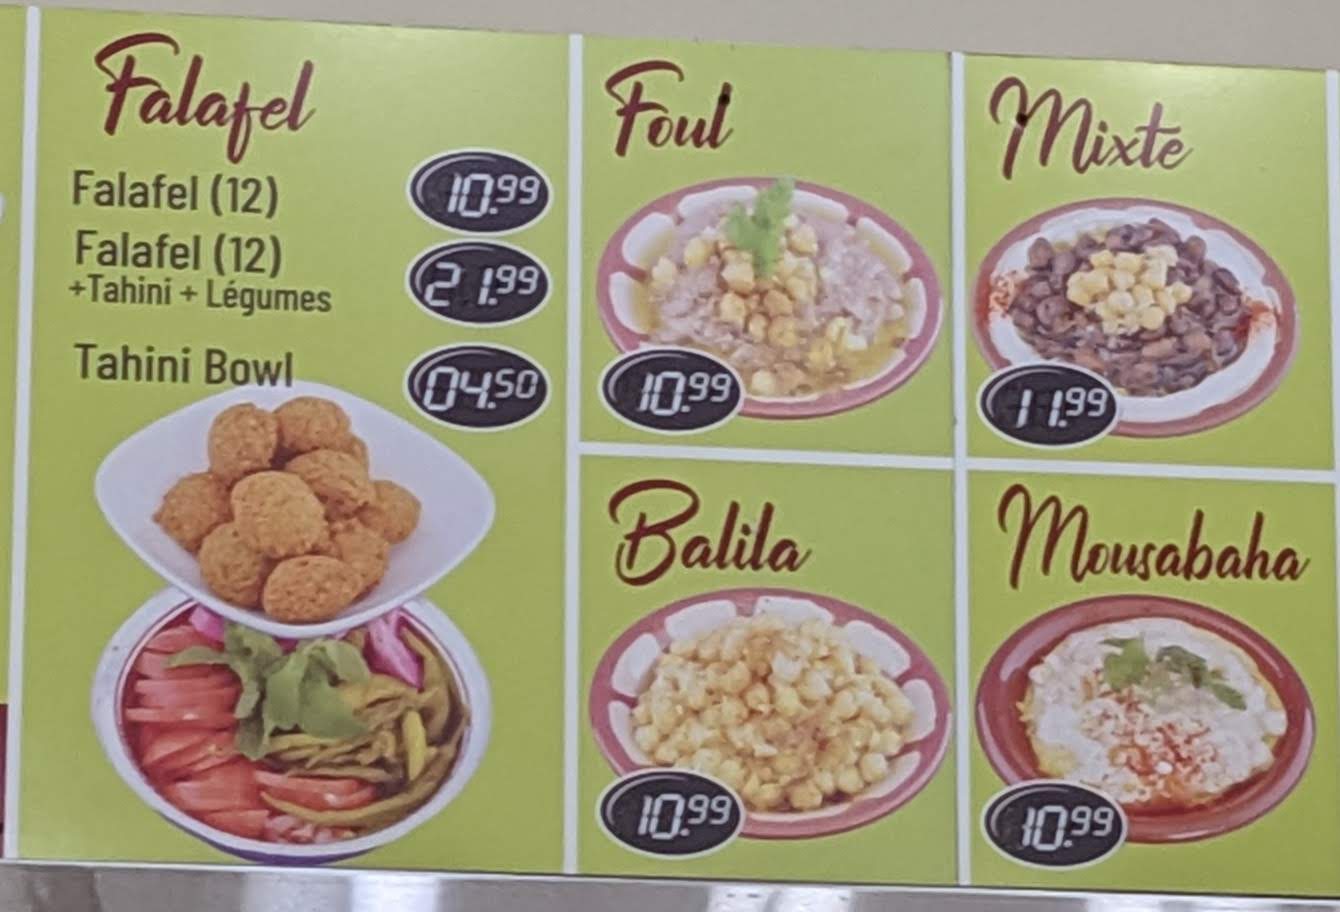 Falafel
Falafel (12) 10.99
Falafel (12) 21.99
+Tahini + Légumes
Tahini Bowl 04.50
Foul
10.99
Mixte
11.99
Balila
10.99
Mousabaha
10.99